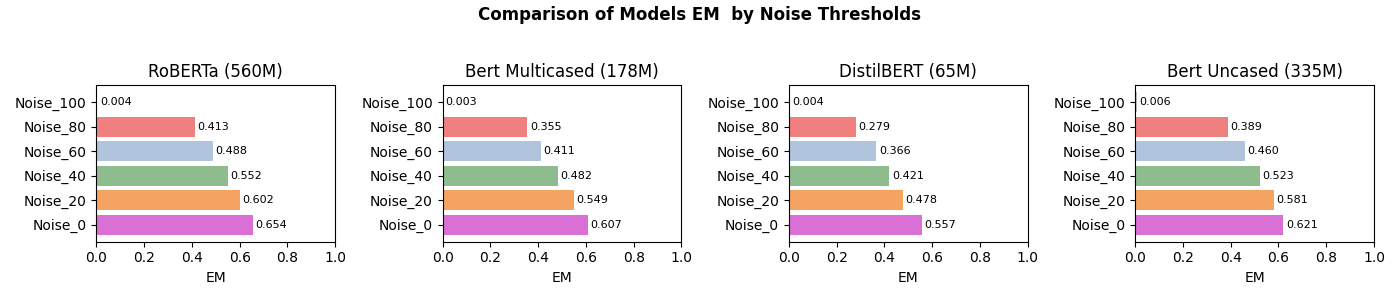 Comparison of Models EM by Noise Thresholds
RoBERTa (560M)
Noise_100 0.004
Noise_80 0.413
Noise_60 0.488
Noise_40 0.552
Noise_20 0.602
Noise_0 0.654
0.0 0.2 0.4 0.6 0.8 1.0
EM
Bert Multicased (178M)
Noise_100 0.003
Noise_80 0.355
Noise_60 0.411
Noise_40 0.482
Noise_20 0.549
Noise_0 0.607
0.0 0.2 0.4 0.6 0.8 1.0
EM
DistilBERT (65M)
Noise_100 0.004
Noise_80 0.279
Noise_60 0.366
Noise_40 0.421
Noise_20 0.478
Noise_0 0.557
0.0 0.2 0.4 0.6 0.8 1.0
EM
Bert Uncased (335M)
Noise_100 0.006
Noise_80 0.389
Noise_60 0.460
Noise_40 0.523
Noise_20 0.581
Noise_0 0.621
0.0 0.2 0.4 0.6 0.8 1.0
EM